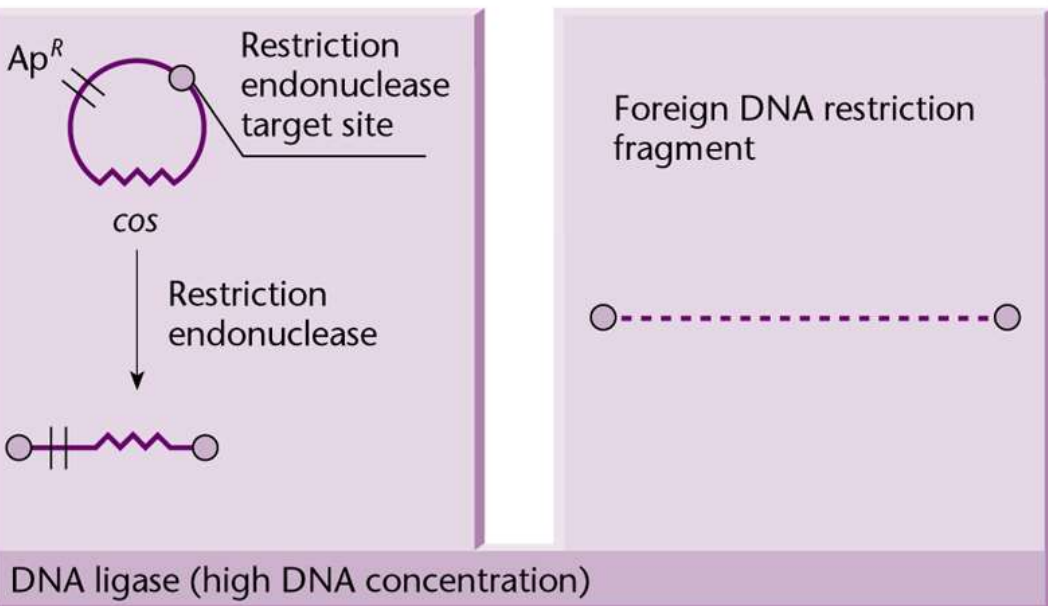 Ap^R
Restriction
endonuclease
target site
cos
Restriction
endonuclease
Foreign DNA restriction
fragment
DNA ligase (high DNA concentration)